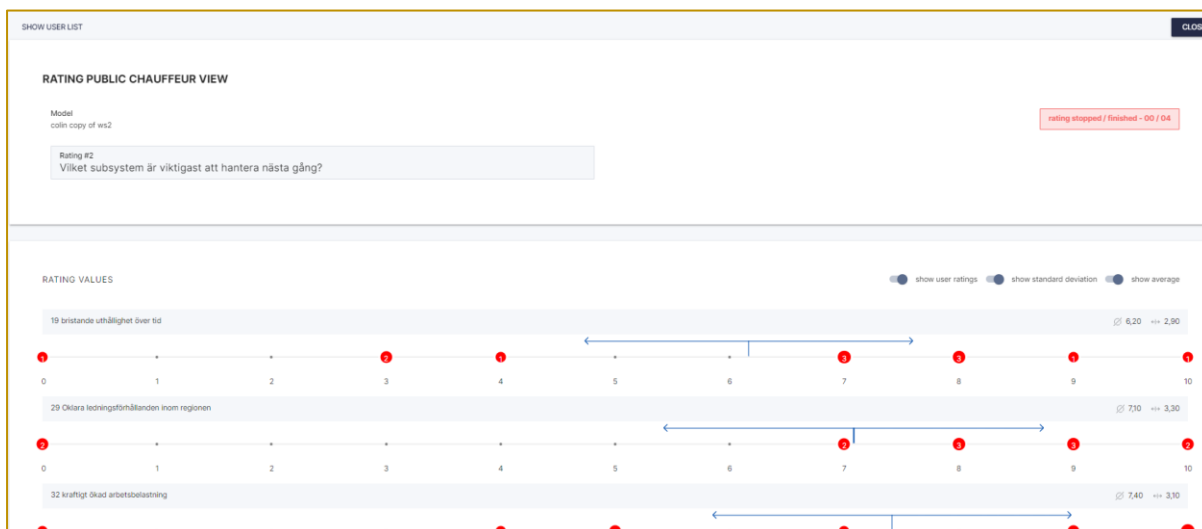 SHOW USER LIST CLOS
RATING PUBLIC CHAUFFEUR VIEW
Model
colin copy of ws2
rating stopped / finished - 00 / 04
Rating #2
Vilket subsystem är viktigast att hantera nästa gång?
RATING VALUES show user ratings show standard deviation show average
19 bristande uthållighet över tid 6,20 2,90
1 2 1 3 3 1 1
0 1 2 3 4 5 6 7 8 9 10
29 Oklara ledningsförhållanden inom regionen 7,10 3,30
2 2 3 3 2
0 1 2 3 4 5 6 7 8 9 10
32 kraftigt ökad arbetsbelastning 7,40 3,10